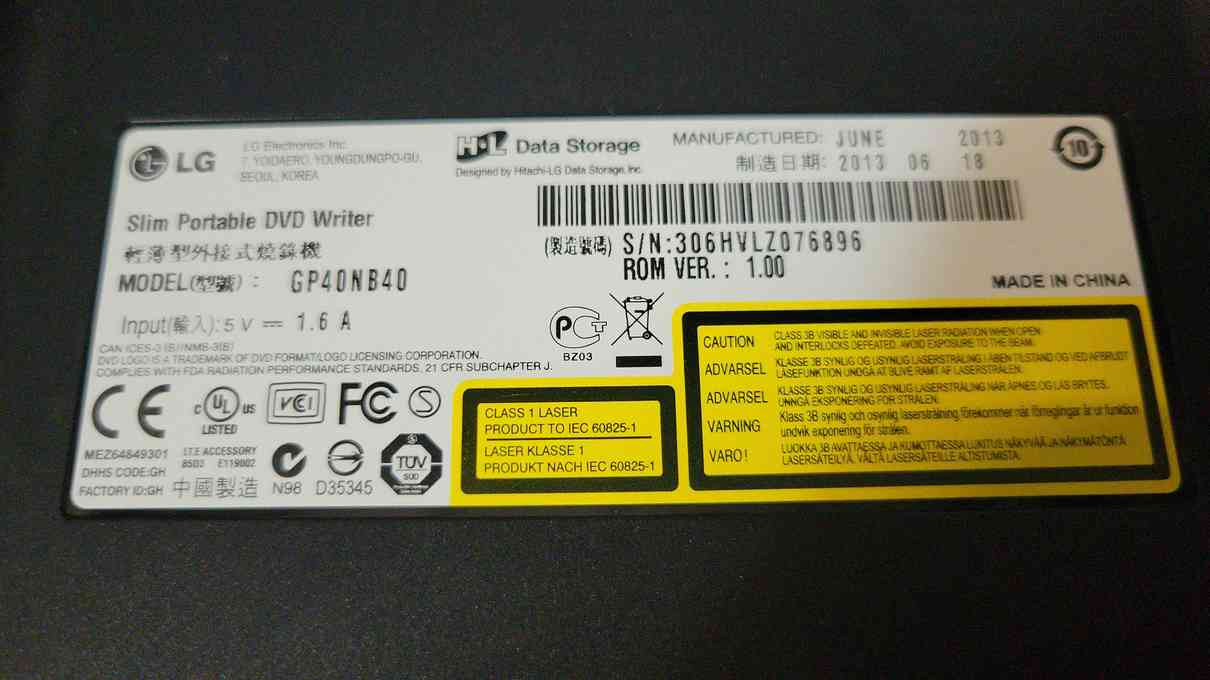 LG
LG Electronics Inc.
7, YOIDAERO, YOUNGDUNGPO-GU,
SEOUL, KOREA
H·L Data Storage
Designed by Hitachi-LG Data Storage, Inc.
MANUFACTURED: JUNE 2013
制造日期: 2013 06 18
10
Slim Portable DVD Writer
輕薄型外接式燒錄機
MODEL(型號) : GP40NB40
Input(輸入): 5 V ⎓ 1.6 A
(製造號碼) S/N:306HVLZ076896
ROM VER. : 1.00
MADE IN CHINA
CAN ICES-3 (B)/NMB-3(B)
DVD LOGO IS A TRADEMARK OF DVD FORMAT/LOGO LICENSING CORPORATION.
COMPLIES WITH FDA RADIATION PERFORMANCE STANDARDS, 21 CFR SUBCHAPTER J.
PCT
BZ03
CE
C UL US
LISTED
VCI
FC
S
I.T.E ACCESSORY
85D3 E119002
MEZ64849301
DHHS CODE:GH
FACTORY ID:GH
中國製造
N98
D35345
TÜV
SÜD
CLASS 1 LASER
PRODUCT TO IEC 60825-1
LASER KLASSE 1
PRODUKT NACH IEC 60825-1
CAUTION CLASS 3B VISIBLE AND INVISIBLE LASER RADIATION WHEN OPEN
AND INTERLOCKS DEFEATED. AVOID EXPOSURE TO THE BEAM.
ADVARSEL KLASSE 3B SYNLIG OG USYNLIG LASERSTRÅLING I ÅBEN TILSTAND OG VED AFBRUDT
LÅSEFUNKTION UNDGÅ AT BLIVE RAMT AF LASERSTRÅLEN.
ADVARSEL KLASSE 3B SYNLIG OG USYNLIG LASERSTRÅLING NÅR ÅPNES OG LÅS BRYTES.
UNNGÅ EKSPONERING FOR STRÅLEN.
VARNING Klass 3B synlig och osynlig laserstrålning förekommer när förreglingar är ur funktion
undvik exponering för strålen.
VARO! LUOKKA 3B AVATTAESSA JA KUMOTTAESSA LUKITUS NÄKYVÄÄ JA NÄKYMÄTÖNTÄ
LASERSÄTEILYÄ, VÄLTÄ LASERSÄTEILLE ALTISTUMISTA.